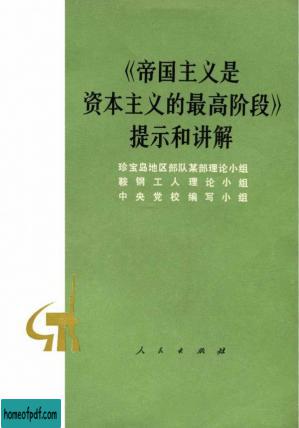 《帝国主义是
资本主义的最高阶段》
提示和讲解
珍宝岛地区部队某部理论小组
鞍钢工人理论小组
中央党校编写小组
人民出版社
homeofpdf.com